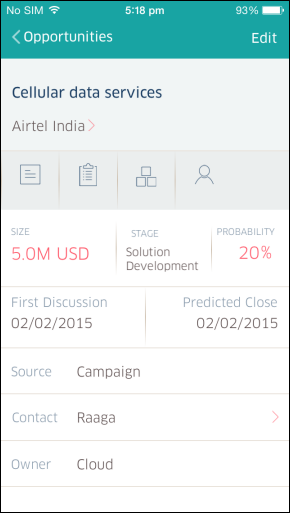 No SIM 5:18 pm 93%
Opportunities Edit
Cellular data services
Airtel India
SIZE STAGE PROBABILITY
5.0M USD Solution Development 20%
First Discussion Predicted Close
02/02/2015 02/02/2015
Source Campaign
Contact Raaga
Owner Cloud